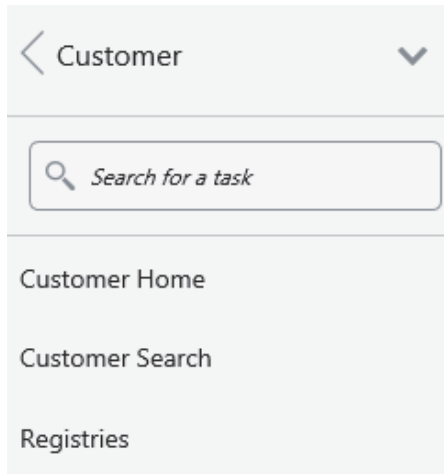 Customer
Search for a task
Customer Home
Customer Search
Registries